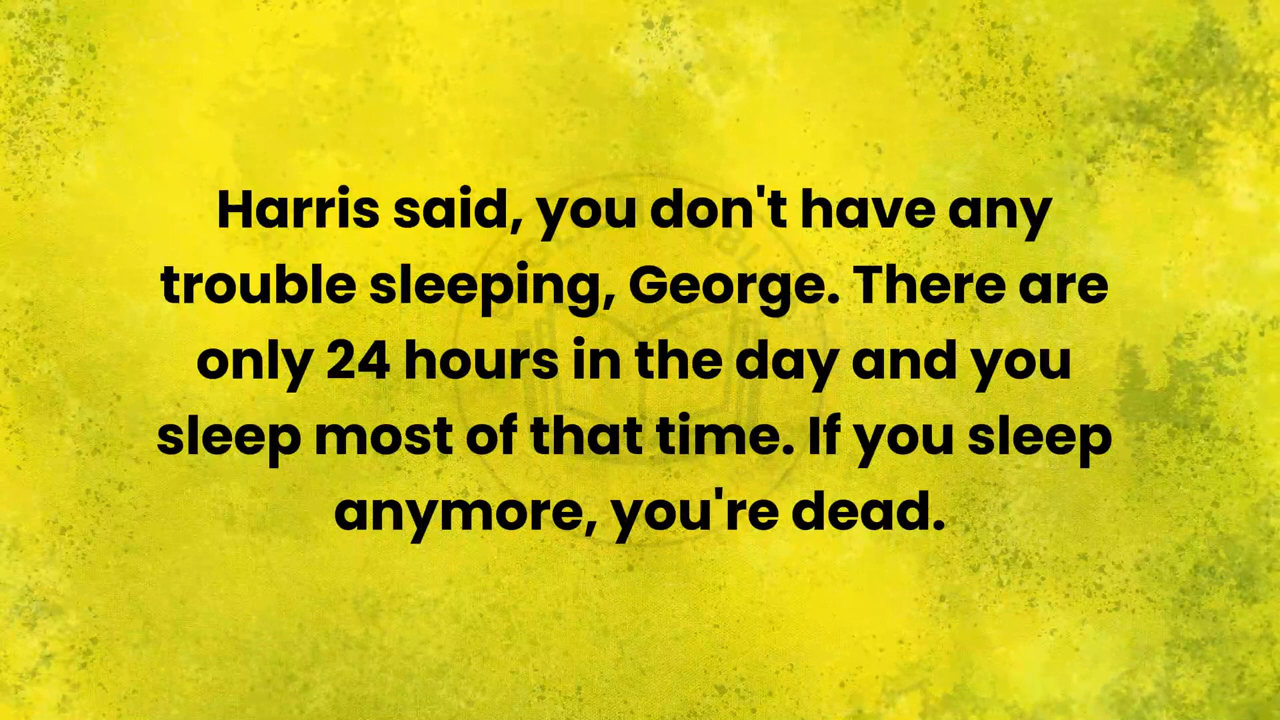 Harris said, you don't have any
trouble sleeping, George. There are
only 24 hours in the day and you
sleep most of that time. If you sleep
anymore, you're dead.